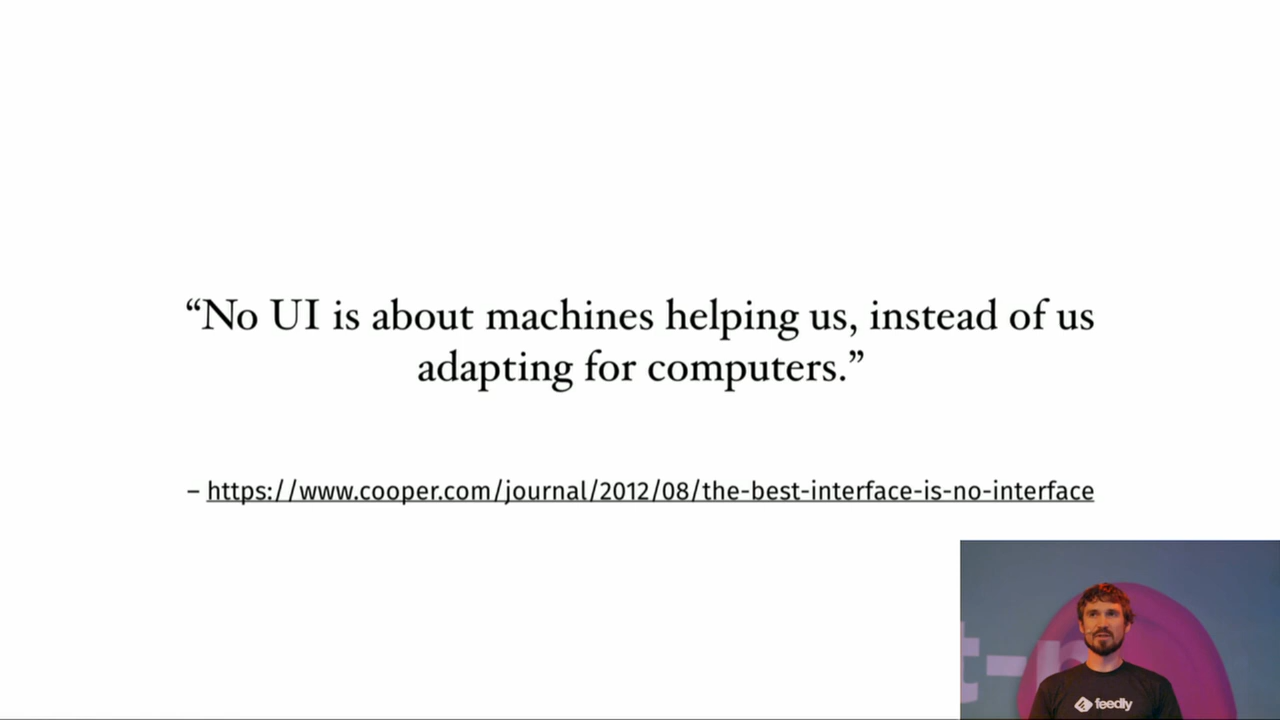 “No UI is about machines helping us, instead of us
adapting for computers.”
– https://www.cooper.com/journal/2012/08/the-best-interface-is-no-interface
feedly